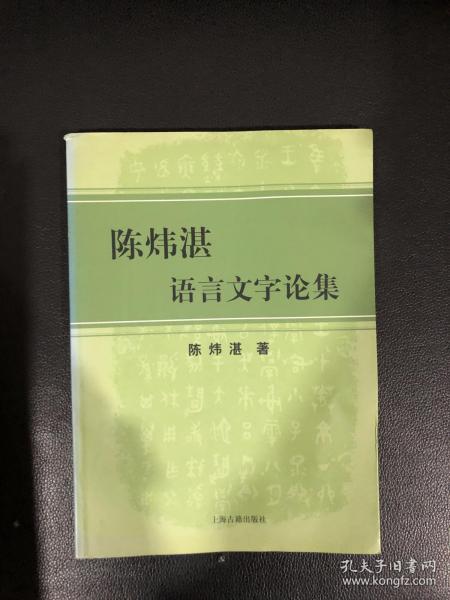 陈炜湛
语言文字论集
陈炜湛 著
上海古籍出版社
孔夫子旧书网
www.kongfz.com